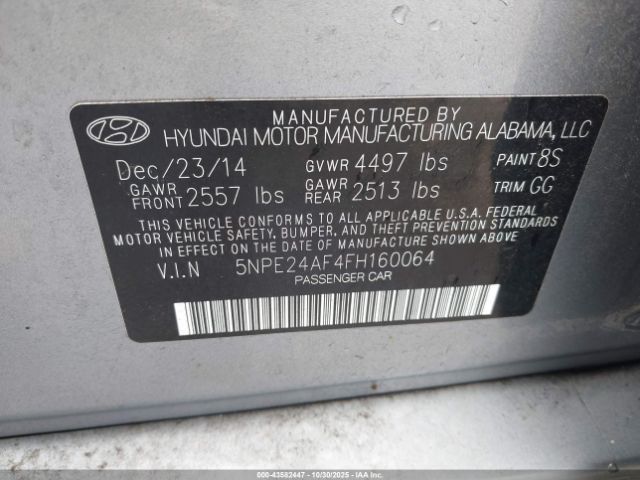 MANUFACTURED BY
HYUNDAI MOTOR MANUFACTURING ALABAMA, LLC
Dec/23/14 GVWR 4497 lbs PAINT 8S
GAWR FRONT 2557 lbs GAWR REAR 2513 lbs TRIM GG
THIS VEHICLE CONFORMS TO ALL APPLICABLE U.S.A. FEDERAL
MOTOR VEHICLE SAFETY, BUMPER, AND THEFT PREVENTION STANDARDS
IN EFFECT ON THE DATE OF MANUFACTURE SHOWN ABOVE.
V.I.N 5NPE24AF4FH160064
PASSENGER CAR
000-43582447 - 10/30/2025 - IAAI.COM